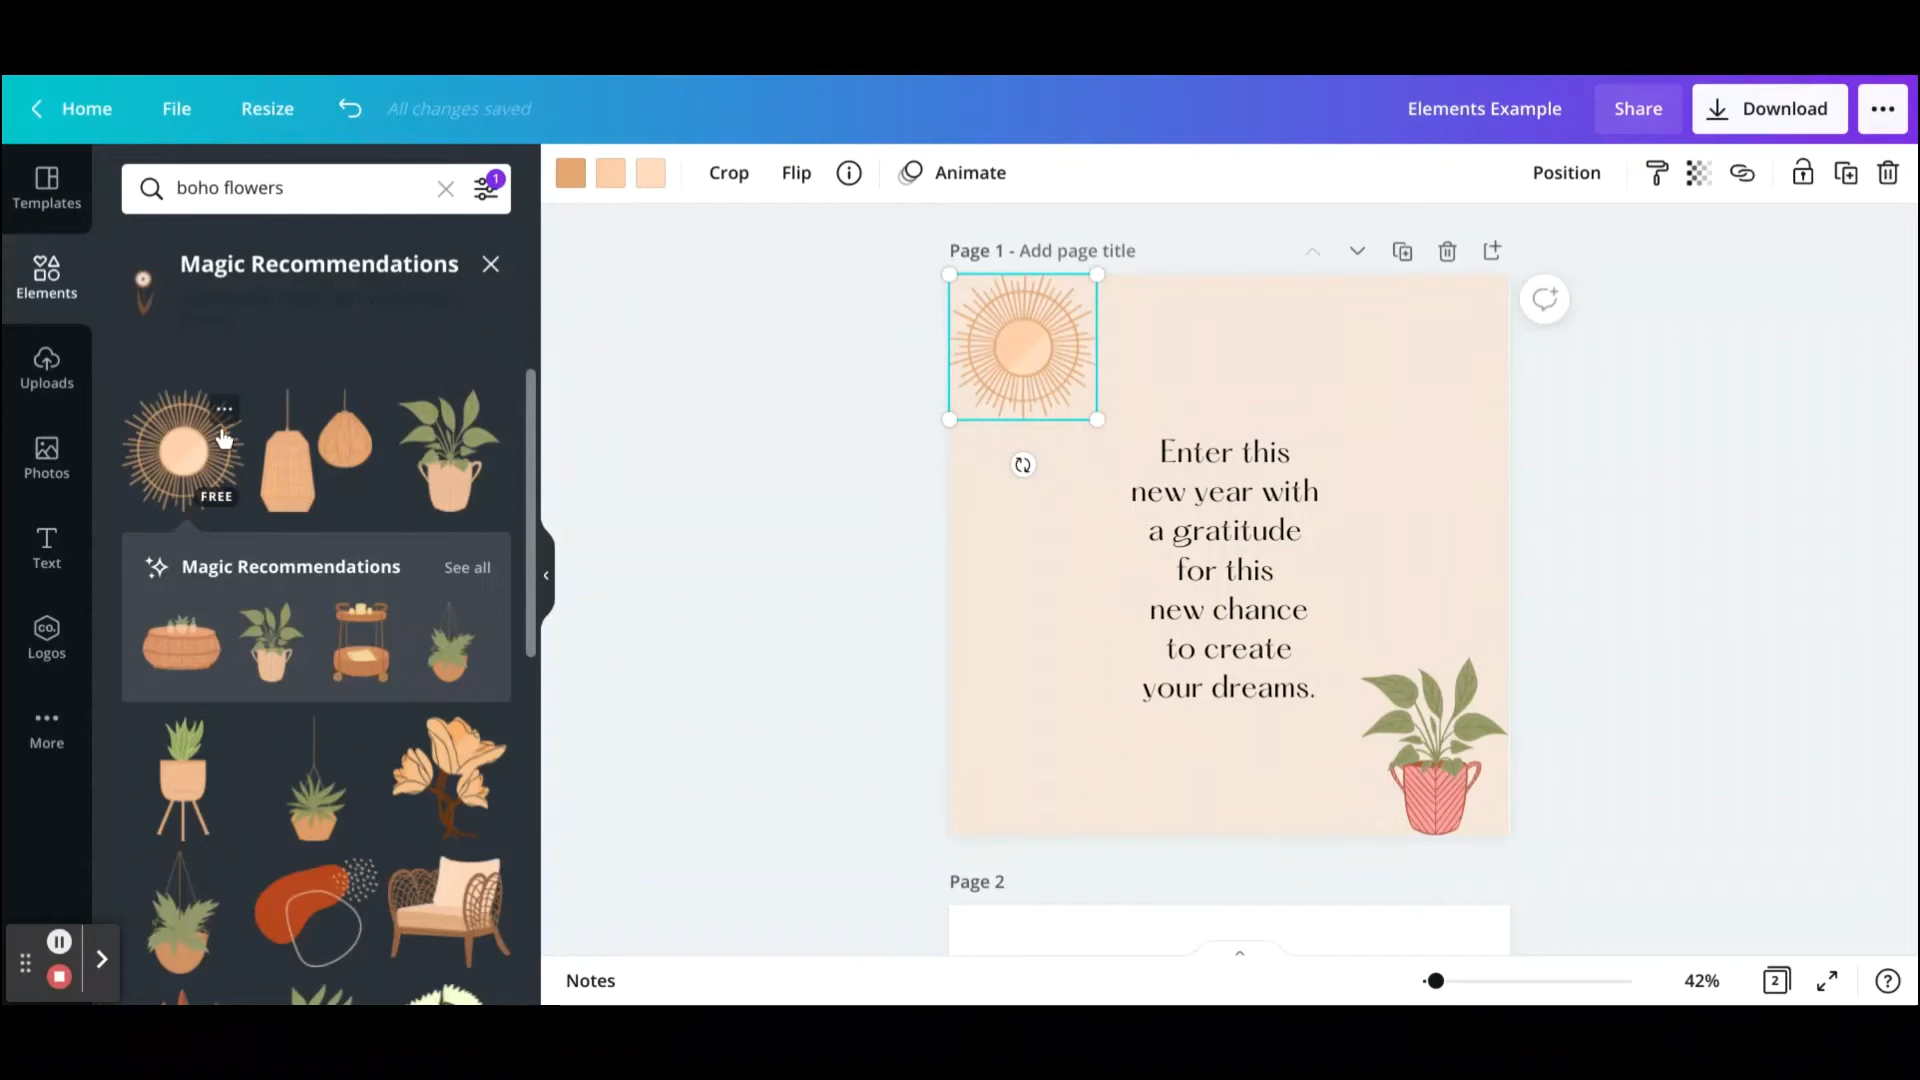 Home
File
Resize
All changes saved
Elements Example
Share
Download
Templates
Elements
Uploads
Photos
Text
CO.
Logos
More
boho flowers
1
Magic Recommendations
FREE
Magic Recommendations
See all
Crop
Flip
Animate
Position
Page 1 - Add page title
Enter this
new year with
a gratitude
for this
new chance
to create
your dreams.
Page 2
Notes
42%
2